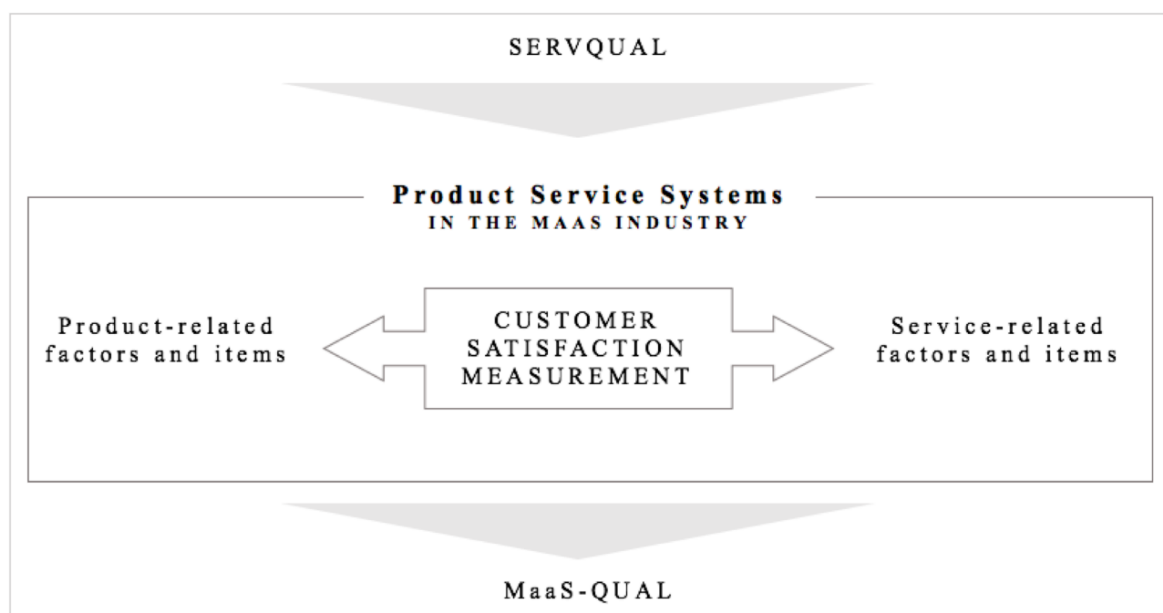 SERVQUAL
Product Service Systems
IN THE MAAS INDUSTRY
Product-related
factors and items
CUSTOMER
SATISFACTION
MEASUREMENT
Service-related
factors and items
MaaS-QUAL